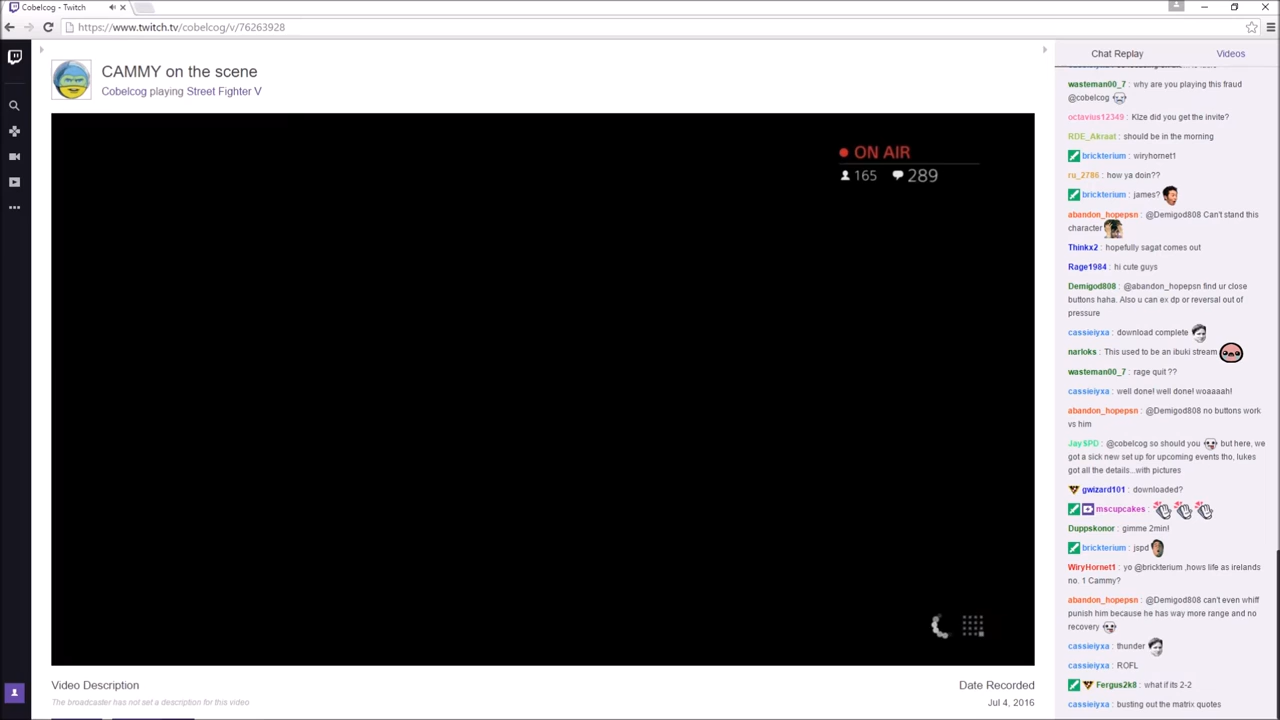 Cobelcog - Twitch
https://www.twitch.tv/cobelcog/v/76263928
CAMMY on the scene
Cobelcog playing Street Fighter V
ON AIR
165 289
Video Description
The broadcaster has not set a description for this video
Date Recorded
Jul 4, 2016
Chat Replay
Videos
wasteman00_7 : why are you playing this fraud
@cobelcog
octavius12349 : Klze did you get the invite?
RDE_Akraat : should be in the morning
brickterium : wiryhornet1
ru_2786 : how ya doin??
brickterium : james?
abandon_hopepsn : @Demigod808 Can't stand this
character
Thinkx2 : hopefully sagat comes out
Rage1984 : hi cute guys
Demigod808 : @abandon_hopepsn find ur close
buttons haha. Also u can ex dp or reversal out of
pressure
cassieiyxa : download complete
narloks : This used to be an ibuki stream
wasteman00_7 : rage quit ??
cassieiyxa : well done! well done! woaaaah!
abandon_hopepsn : @Demigod808 no buttons work
vs him
Jay$PD : @cobelcog so should you but here, we
got a sick new set up for upcoming events tho, lukes
got all the details...with pictures
gwizard101 : downloaded?
mscupcakes :
Duppskonor : gimme 2min!
brickterium : jspd
WiryHornet1 : yo @brickterium ,hows life as irelands
no. 1 Cammy?
abandon_hopepsn : @Demigod808 can't even whiff
punish him because he has way more range and no
recovery
cassieiyxa : thunder
cassieiyxa : ROFL
Fergus2k8 : what if its 2-2
cassieiyxa : busting out the matrix quotes